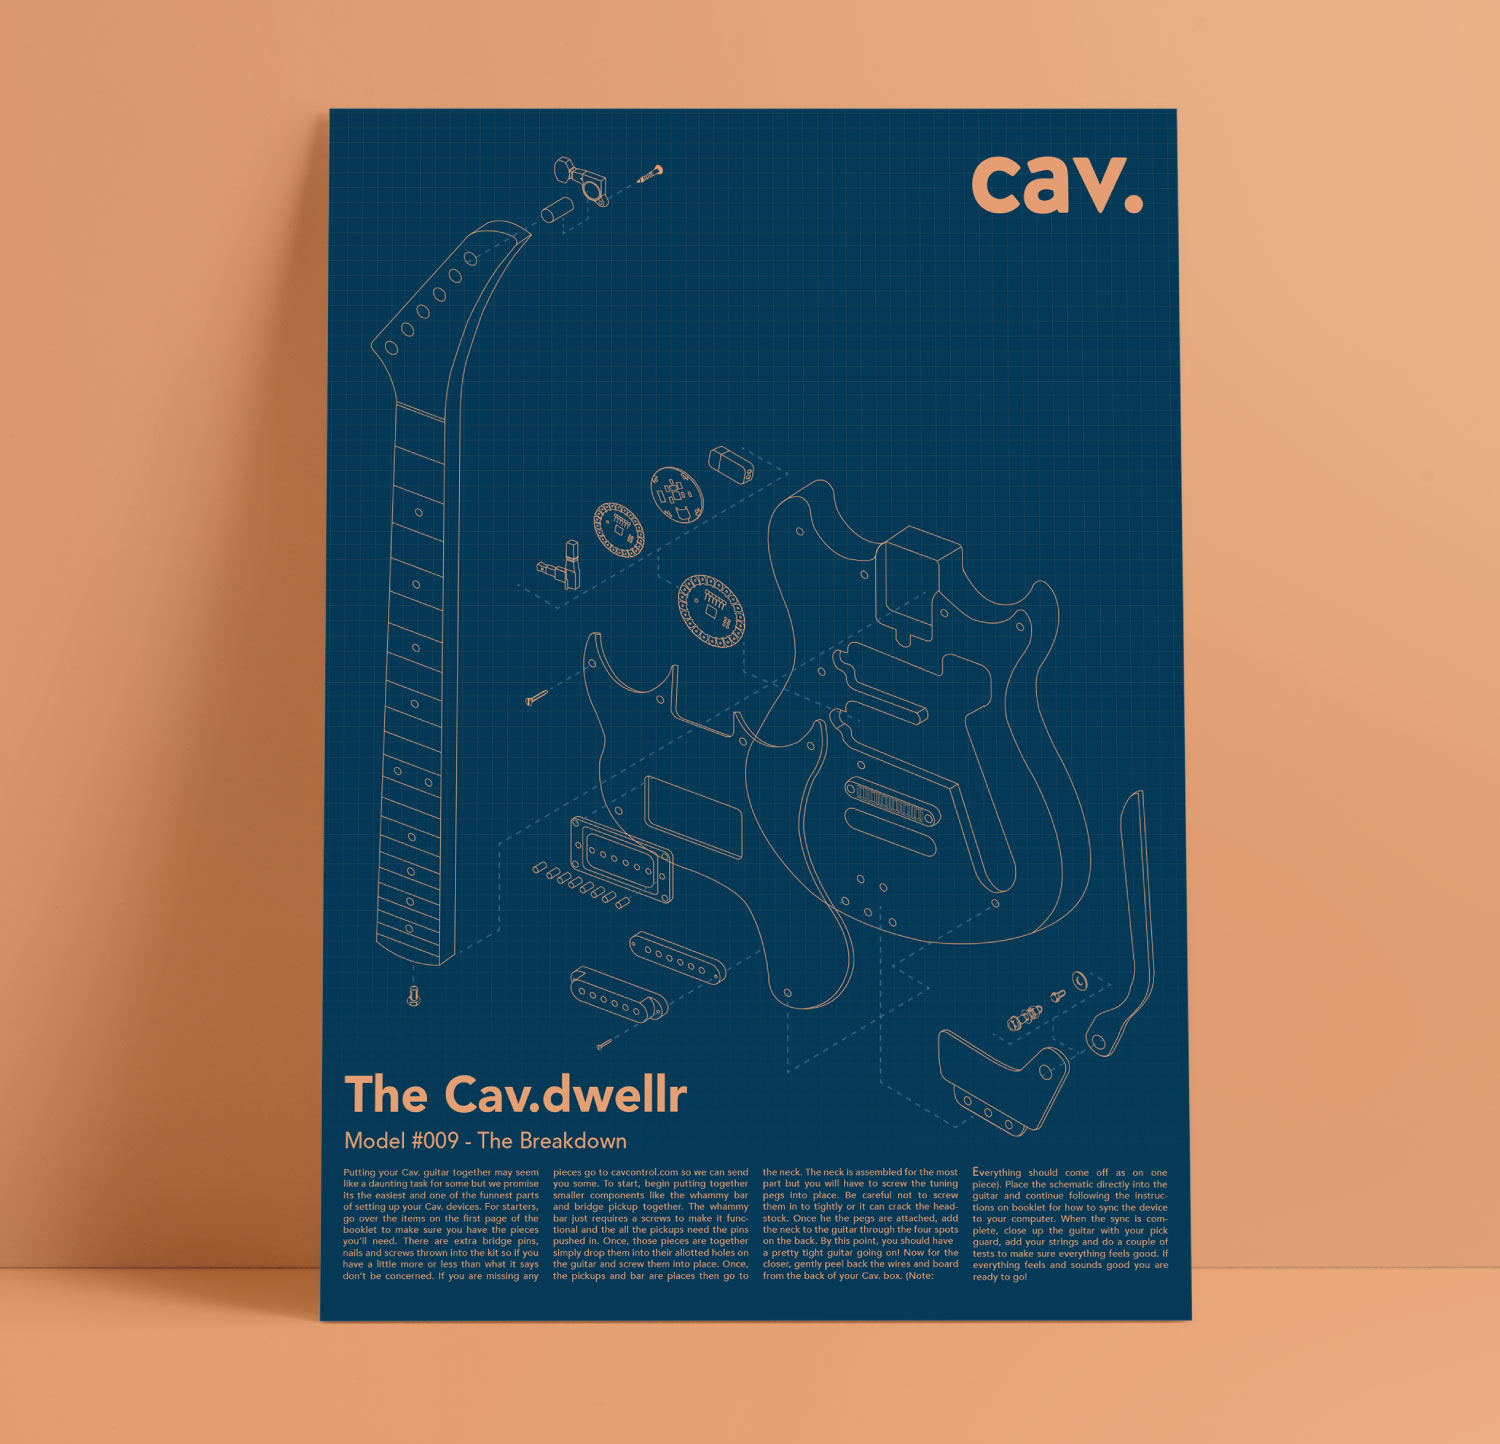 cav.
The Cav.dwellr
Model #009 - The Breakdown
Putting your Cav. guitar together may seem
like a daunting task for some but we promise
its the easiest and one of the funnest parts
of setting up your Cav. devices. For starters,
go over the items on the first page of the
booklet to make sure you have the pieces
you'll need. There are extra bridge pins,
nails and screws thrown into the kit so if you
have a little more or less than what it says
don't be concerned. If you are missing any
pieces go to cavcontrol.com so we can send
you some. To start, begin putting together
smaller components like the whammy bar
and bridge pickup together. The whammy
bar just requires a screws to make it func-
tional and the all the pickups need the pins
pushed in. Once, those pieces are together
simply drop them into their allotted holes on
the guitar and screw them into place. Once,
the pickups and bar are places then go to
the neck. The neck is assembled for the most
part but you will have to screw the tuning
pegs into place. Be careful not to screw
them in to tightly or it can crack the head-
stock. Once he the pegs are attached, add
the neck to the guitar through the four spots
on the back. By this point, you should have
a pretty tight guitar going on! Now for the
closer, gently peel back the wires and board
from the back of your Cav. box. (Note:
Everything should come off as on one
piece). Place the schematic directly into the
guitar and continue following the instruc-
tions on booklet for how to sync the device
to your computer. When the sync is com-
plete, close up the guitar with your pick
guard, add your strings and do a couple of
tests to make sure everything feels good. If
everything feels and sounds good you are
ready to go!